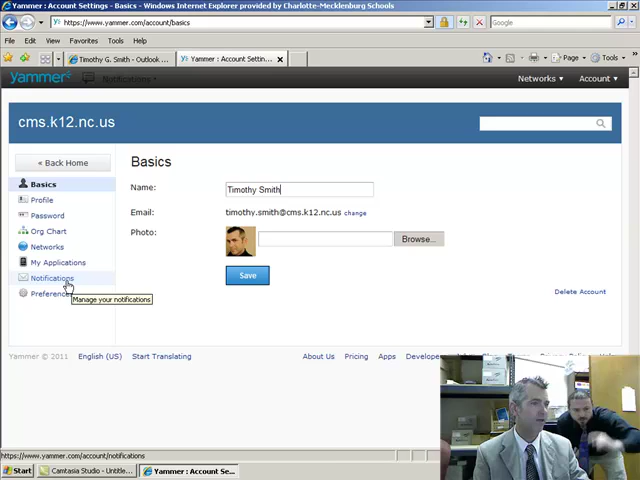 Yammer : Account Settings - Basics - Windows Internet Explorer provided by Charlotte-Mecklenburg Schools
https://www.yammer.com/account/basics
Google
File Edit View Favorites Tools Help
Timothy G. Smith - Outlook ...
Yammer : Account Settin...
Page
Tools
yammer
Notifications
Networks
Account
cms.k12.nc.us
« Back Home
Basics
Basics
Profile
Password
Org Chart
Networks
My Applications
Notifications
Preferences
Manage your notifications
Name:
Timothy Smith
Email:
timothy.smith@cms.k12.nc.us change
Photo:
Browse...
Save
Delete Account
Yammer © 2011 English (US) Start Translating
About Us Pricing Apps
https://www.yammer.com/account/notifications
Start
Camtasia Studio - Untitle...
Yammer : Account Se...